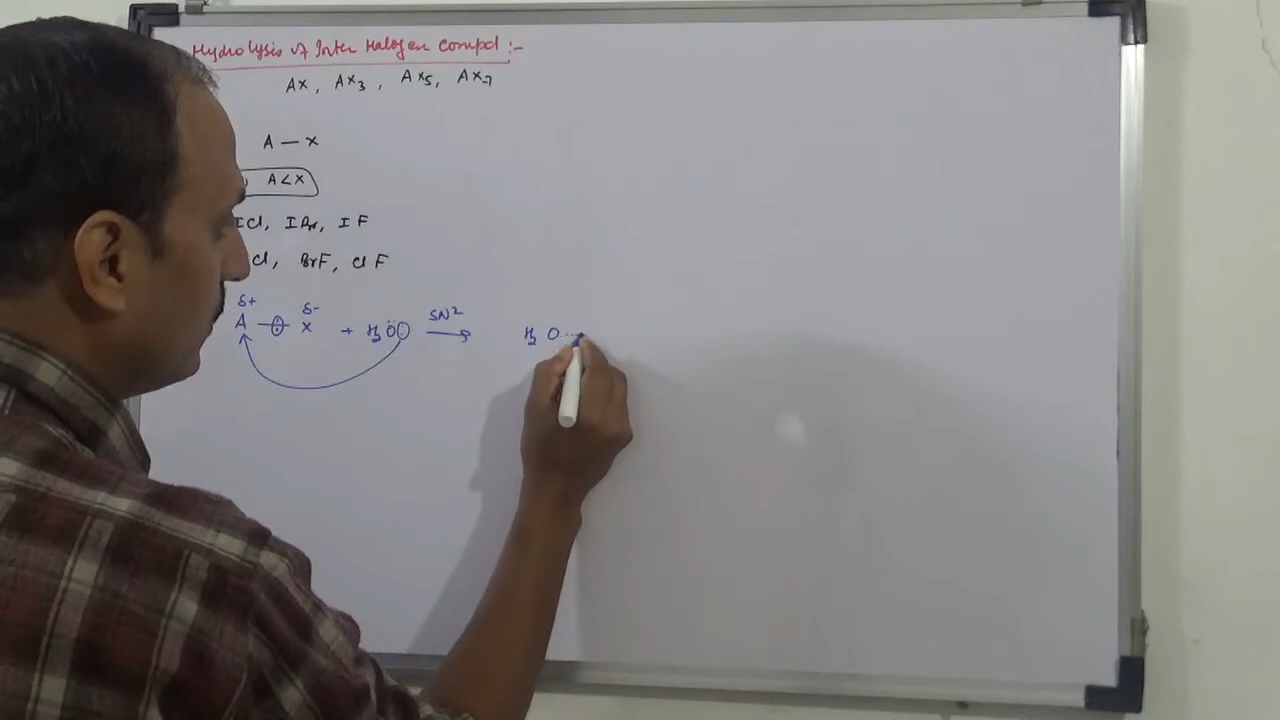 Hydrolysis of Inter Halogen Compd :-
AX, AX₃, AX₅, AX₇
A — X
A < X
ICl, IBr, IF
Cl, BrF, ClF
δ+ δ-
A — X + H₂O SN² → H₂O ...